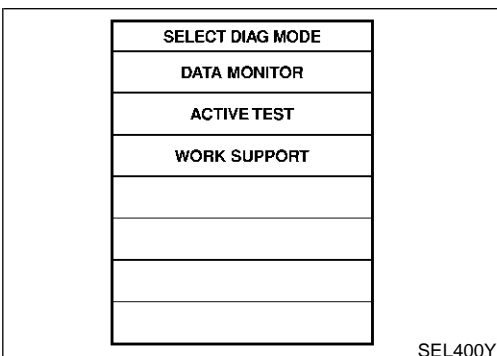 SELECT DIAG MODE
DATA MONITOR
ACTIVE TEST
WORK SUPPORT
SEL400Y